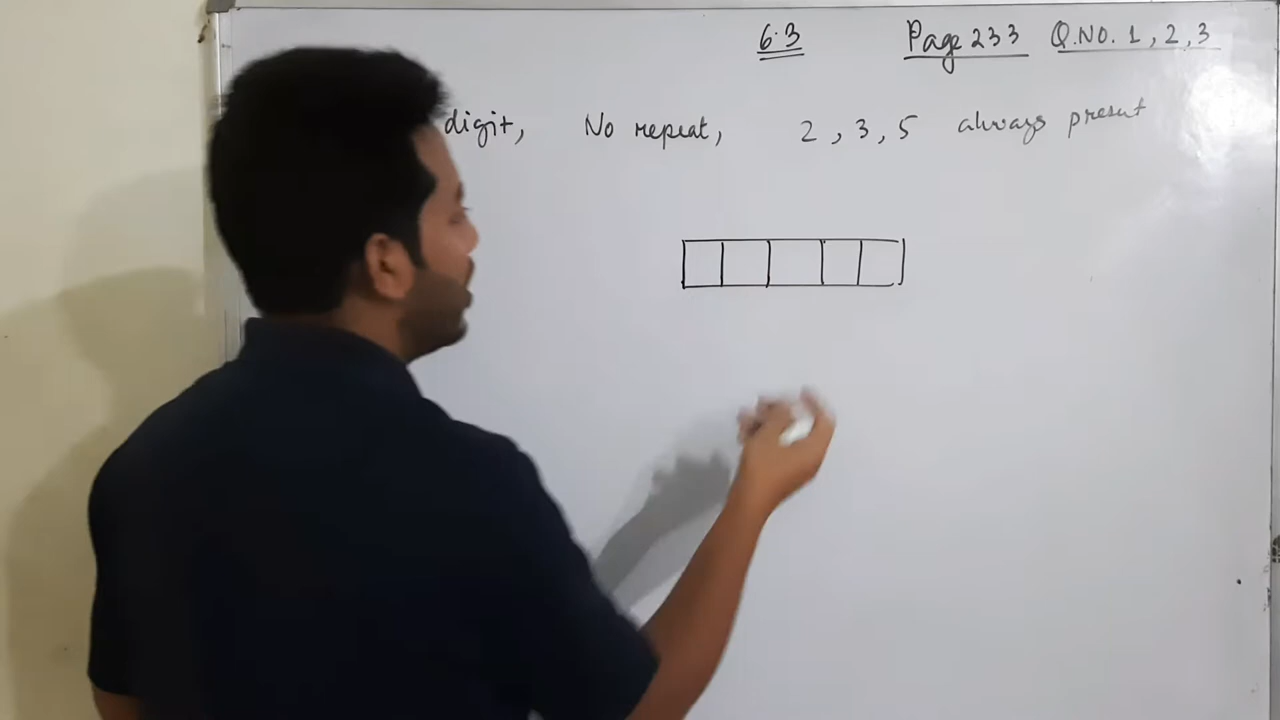 6.3 Page 233 Q.NO. 1, 2, 3
digit, No repeat, 2, 3, 5 always present